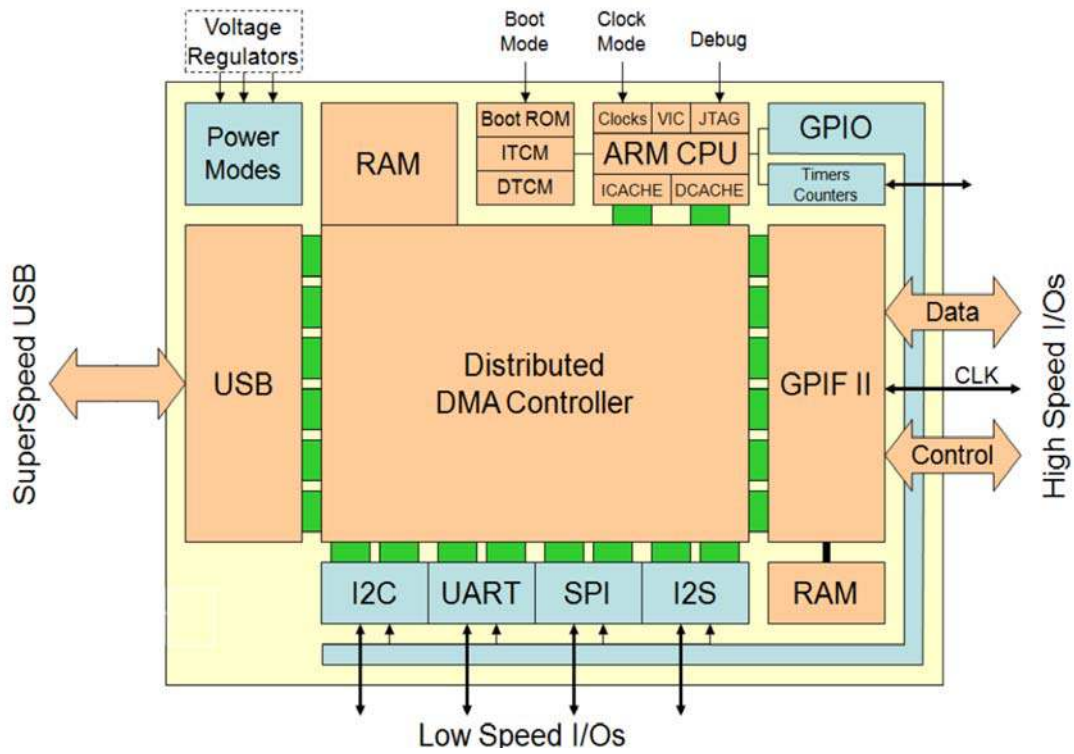 Voltage
Regulators
Boot
Mode
Clock
Mode
Debug
Power
Modes
RAM
Boot ROM
ITCM
DTCM
Clocks
VIC
JTAG
ARM CPU
ICACHE
DCACHE
GPIO
Timers
Counters
SuperSpeed USB
USB
Distributed
DMA Controller
GPIF II
Data
CLK
Control
High Speed I/Os
I2C
UART
SPI
I2S
RAM
Low Speed I/Os